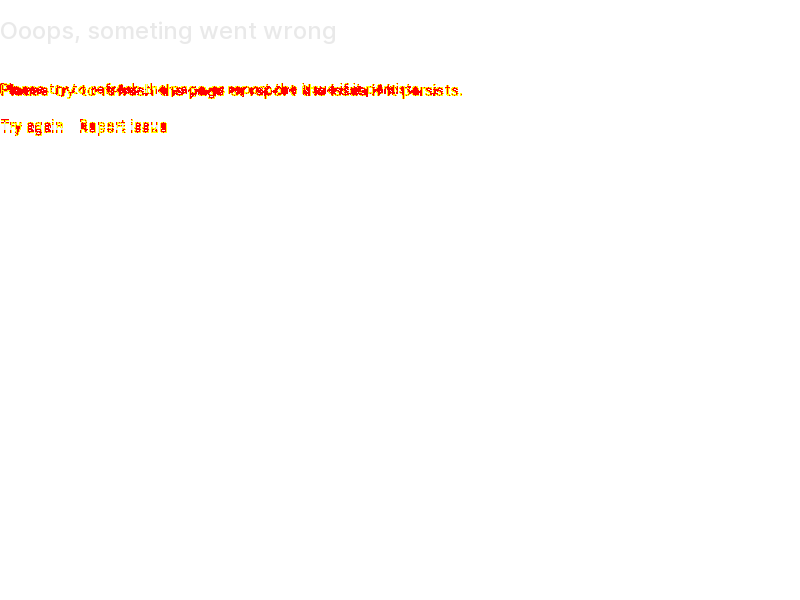 Ooops, someting went wrong
Please try to refresh the page or report the issue if it persists.
Try again Report issue